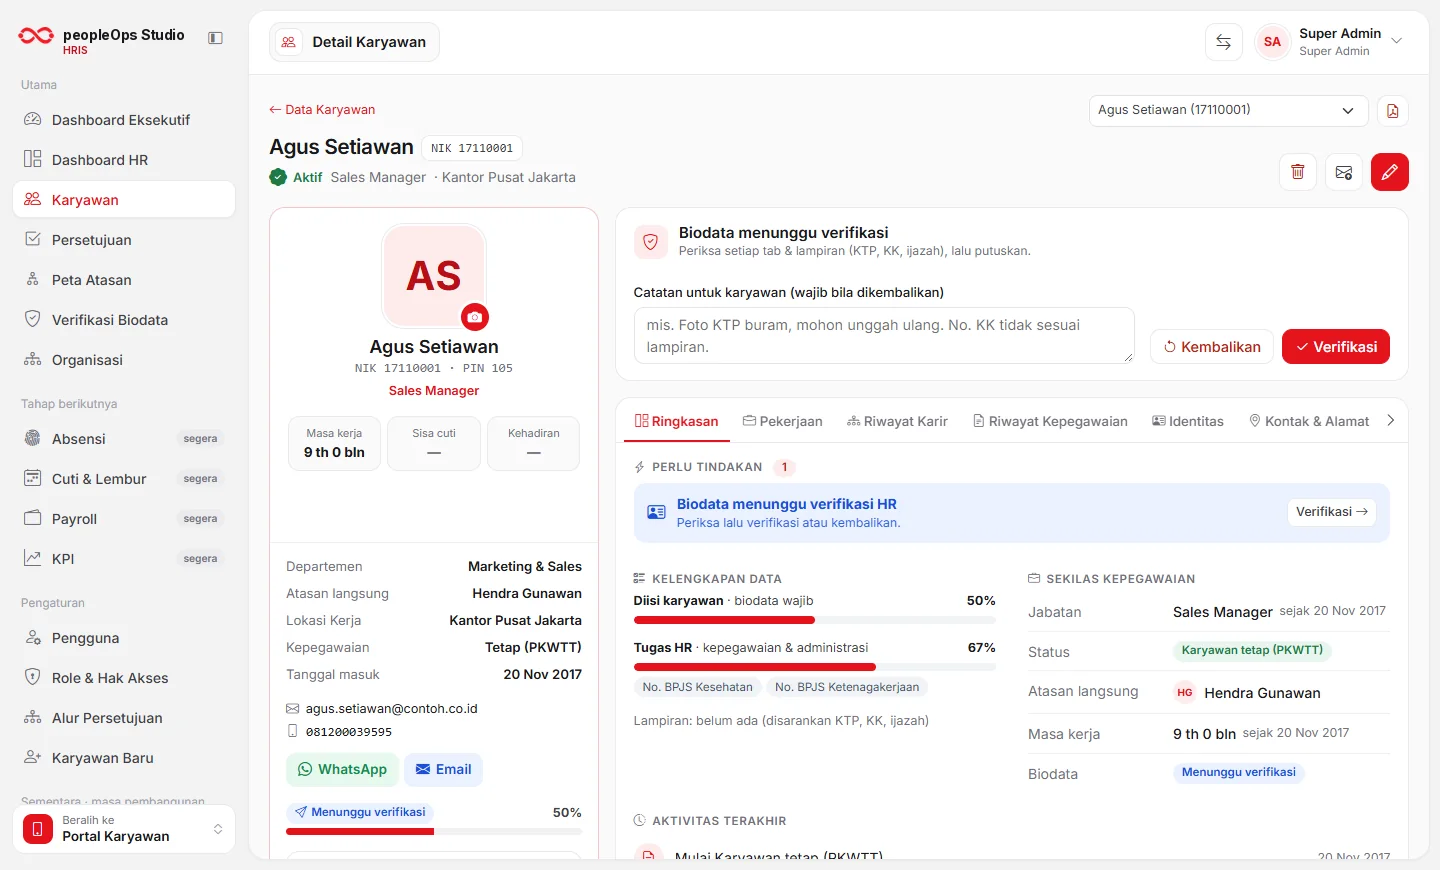 peopleOps Studio
HRIS
Utama
Dashboard Eksekutif
Dashboard HR
Karyawan
Persetujuan
Peta Atasan
Verifikasi Biodata
Organisasi
Tahap berikutnya
Absensi segera
Cuti & Lembur segera
Payroll segera
KPI segera
Pengaturan
Pengguna
Role & Hak Akses
Alur Persetujuan
Karyawan Baru
Sementara · masa pembangunan
Beralih ke
Portal Karyawan
Detail Karyawan
SA
Super Admin
Super Admin
← Data Karyawan
Agus Setiawan (17110001)
Agus Setiawan NIK 17110001
Aktif Sales Manager · Kantor Pusat Jakarta
AS
Agus Setiawan
NIK 17110001 · PIN 105
Sales Manager
Masa kerja
9 th 0 bln
Sisa cuti
—
Kehadiran
—
Departemen Marketing & Sales
Atasan langsung Hendra Gunawan
Lokasi Kerja Kantor Pusat Jakarta
Kepegawaian Tetap (PKWTT)
Tanggal masuk 20 Nov 2017
agus.setiawan@contoh.co.id
081200039595
WhatsApp Email
Menunggu verifikasi 50%
Biodata menunggu verifikasi
Periksa setiap tab & lampiran (KTP, KK, ijazah), lalu putuskan.
Catatan untuk karyawan (wajib bila dikembalikan)
mis. Foto KTP buram, mohon unggah ulang. No. KK tidak sesuai
lampiran.
Kembalikan Verifikasi
Ringkasan Pekerjaan Riwayat Karir Riwayat Kepegawaian Identitas Kontak & Alamat
PERLU TINDAKAN 1
Biodata menunggu verifikasi HR
Periksa lalu verifikasi atau kembalikan.
Verifikasi →
KELENGKAPAN DATA
Diisi karyawan · biodata wajib 50%
Tugas HR · kepegawaian & administrasi 67%
No. BPJS Kesehatan No. BPJS Ketenagakerjaan
Lampiran: belum ada (disarankan KTP, KK, ijazah)
SEKILAS KEPEGAWAIAN
Jabatan Sales Manager sejak 20 Nov 2017
Status Karyawan tetap (PKWTT)
Atasan langsung HG Hendra Gunawan
Masa kerja 9 th 0 bln sejak 20 Nov 2017
Biodata Menunggu verifikasi
AKTIVITAS TERAKHIR
Mulai Karyawan tetap (PKWTT) 20 Nov 2017